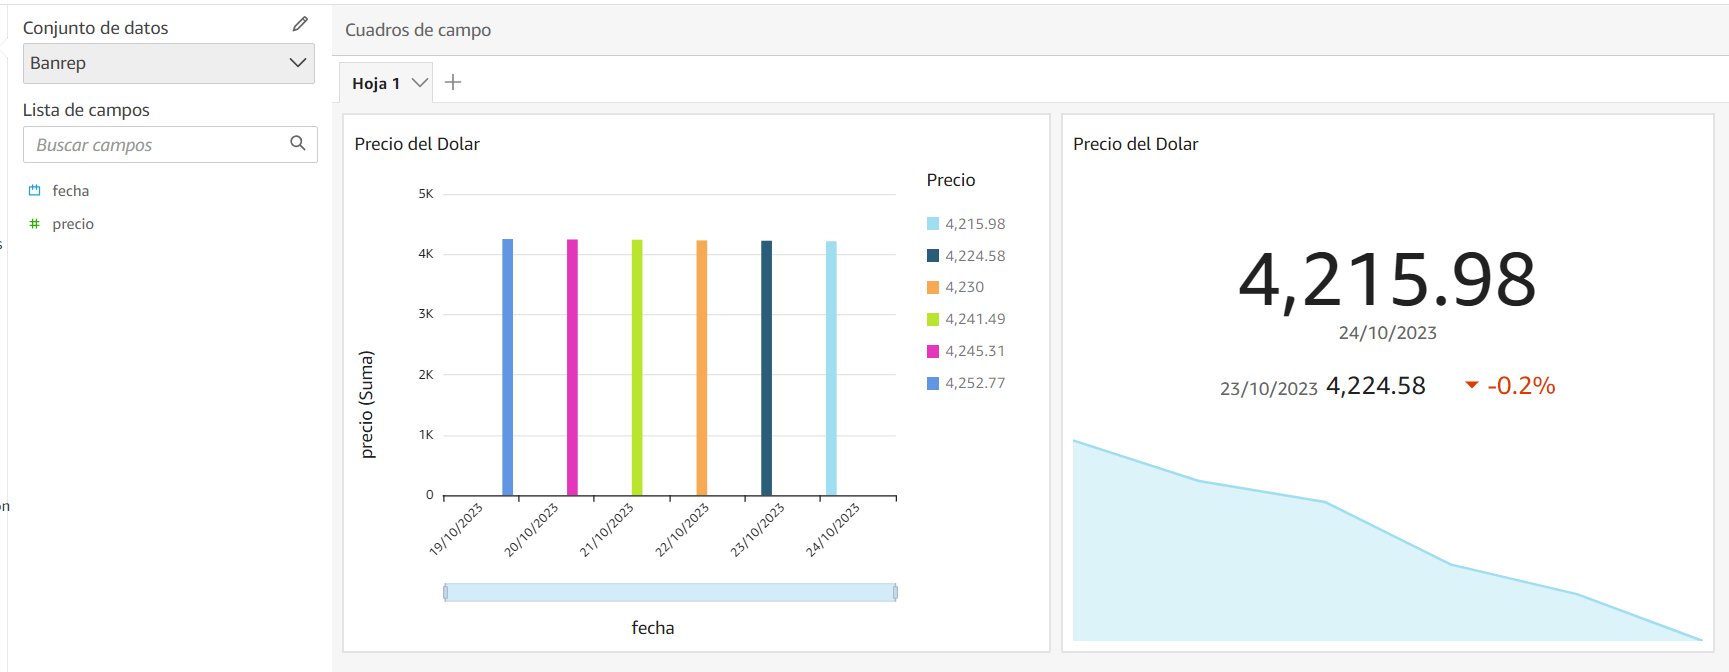 Conjunto de datos
Banrep
Lista de campos
Buscar campos
fecha
precio
Cuadros de campo
Hoja 1
Precio del Dolar
5K
4K
3K
2K
1K
0
precio (Suma)
19/10/2023
20/10/2023
21/10/2023
22/10/2023
23/10/2023
24/10/2023
fecha
Precio
4,215.98
4,224.58
4,230
4,241.49
4,245.31
4,252.77
Precio del Dolar
4,215.98
24/10/2023
23/10/2023 4,224.58 -0.2%